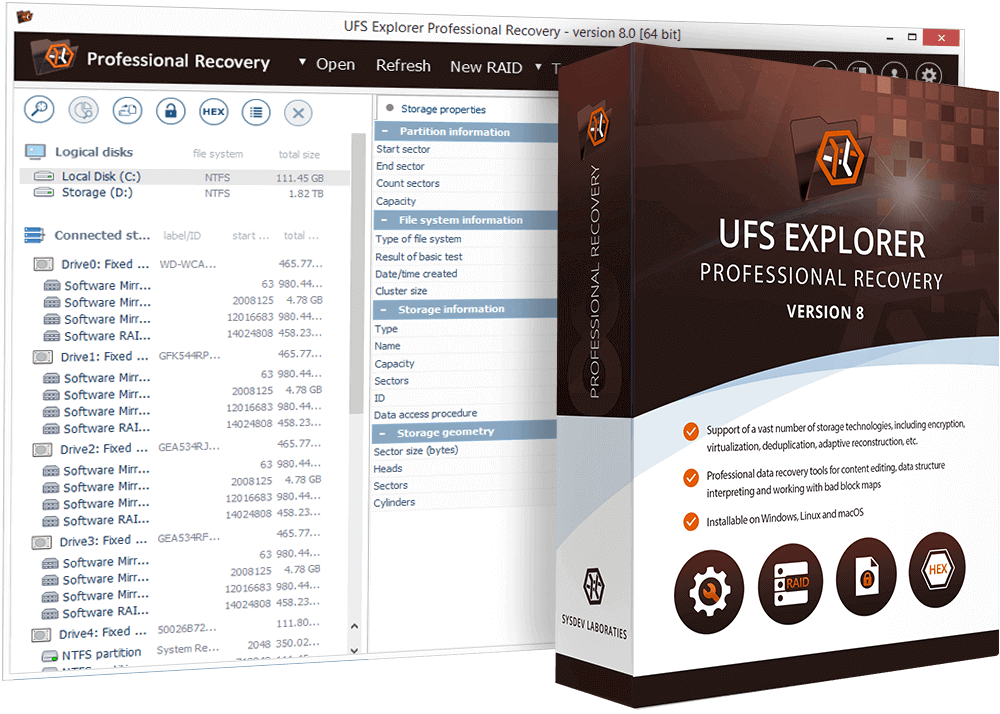 UFS Explorer Professional Recovery - version 8.0 [64 bit]
Professional Recovery
Open
Refresh
New RAID
T
HEX
Logical disks file system total size
Local Disk (C:) NTFS 111.45 GB
Storage (D:) NTFS 1.82 TB
Connected st... label/ID start ... total ...
Drive0: Fixed ... WD-WCA... 465.77...
Software Mirr... 63 980.44...
Software Mirr... 2008125 4.78 GB
Software Mirr... 12016683 980.44...
Software RAI... 14024808 458.23...
Drive1: Fixed ... GFK544RP... 465.77...
Software Mirr... 63 980.44...
Software Mirr... 2008125 4.78 GB
Software Mirr... 12016683 980.44...
Software RAI... 14024808 458.23...
Drive2: Fixed ... GEA534RJ... 465.77...
Software Mirr... 63 980.44...
Software Mirr... 2008125 4.78 GB
Software Mirr... 12016683 980.44...
Software RAI... 14024808 458.23...
Drive3: Fixed ... GEA534RF... 465.77...
Software Mirr... 63 980.44...
Software Mirr... 2008125 4.78 GB
Software Mirr... 12016683 980.44...
Software RAI... 14024808 458.23...
Drive4: Fixed ... 50026B72... 111.80...
NTFS partition System Re... 2048 350.02...
Storage properties
Partition information
Start sector
End sector
Count sectors
Capacity
File system information
Type of file system
Result of basic test
Date/time created
Cluster size
Storage information
Type
Name
Capacity
Sectors
ID
Data access procedure
Storage geometry
Sector size (bytes)
Heads
Sectors
Cylinders
PROFESSIONAL RECOVERY
8
SYSDEV LABORATIES
UFS EXPLORER
PROFESSIONAL RECOVERY
VERSION 8
Support of a vast number of storage technologies, including encryption,
virtualization, deduplication, adaptive reconstruction, etc.
Professional data recovery tools for content editing, data structure
interpreting and working with bad block maps
Installable on Windows, Linux and macOS
RAID
HEX